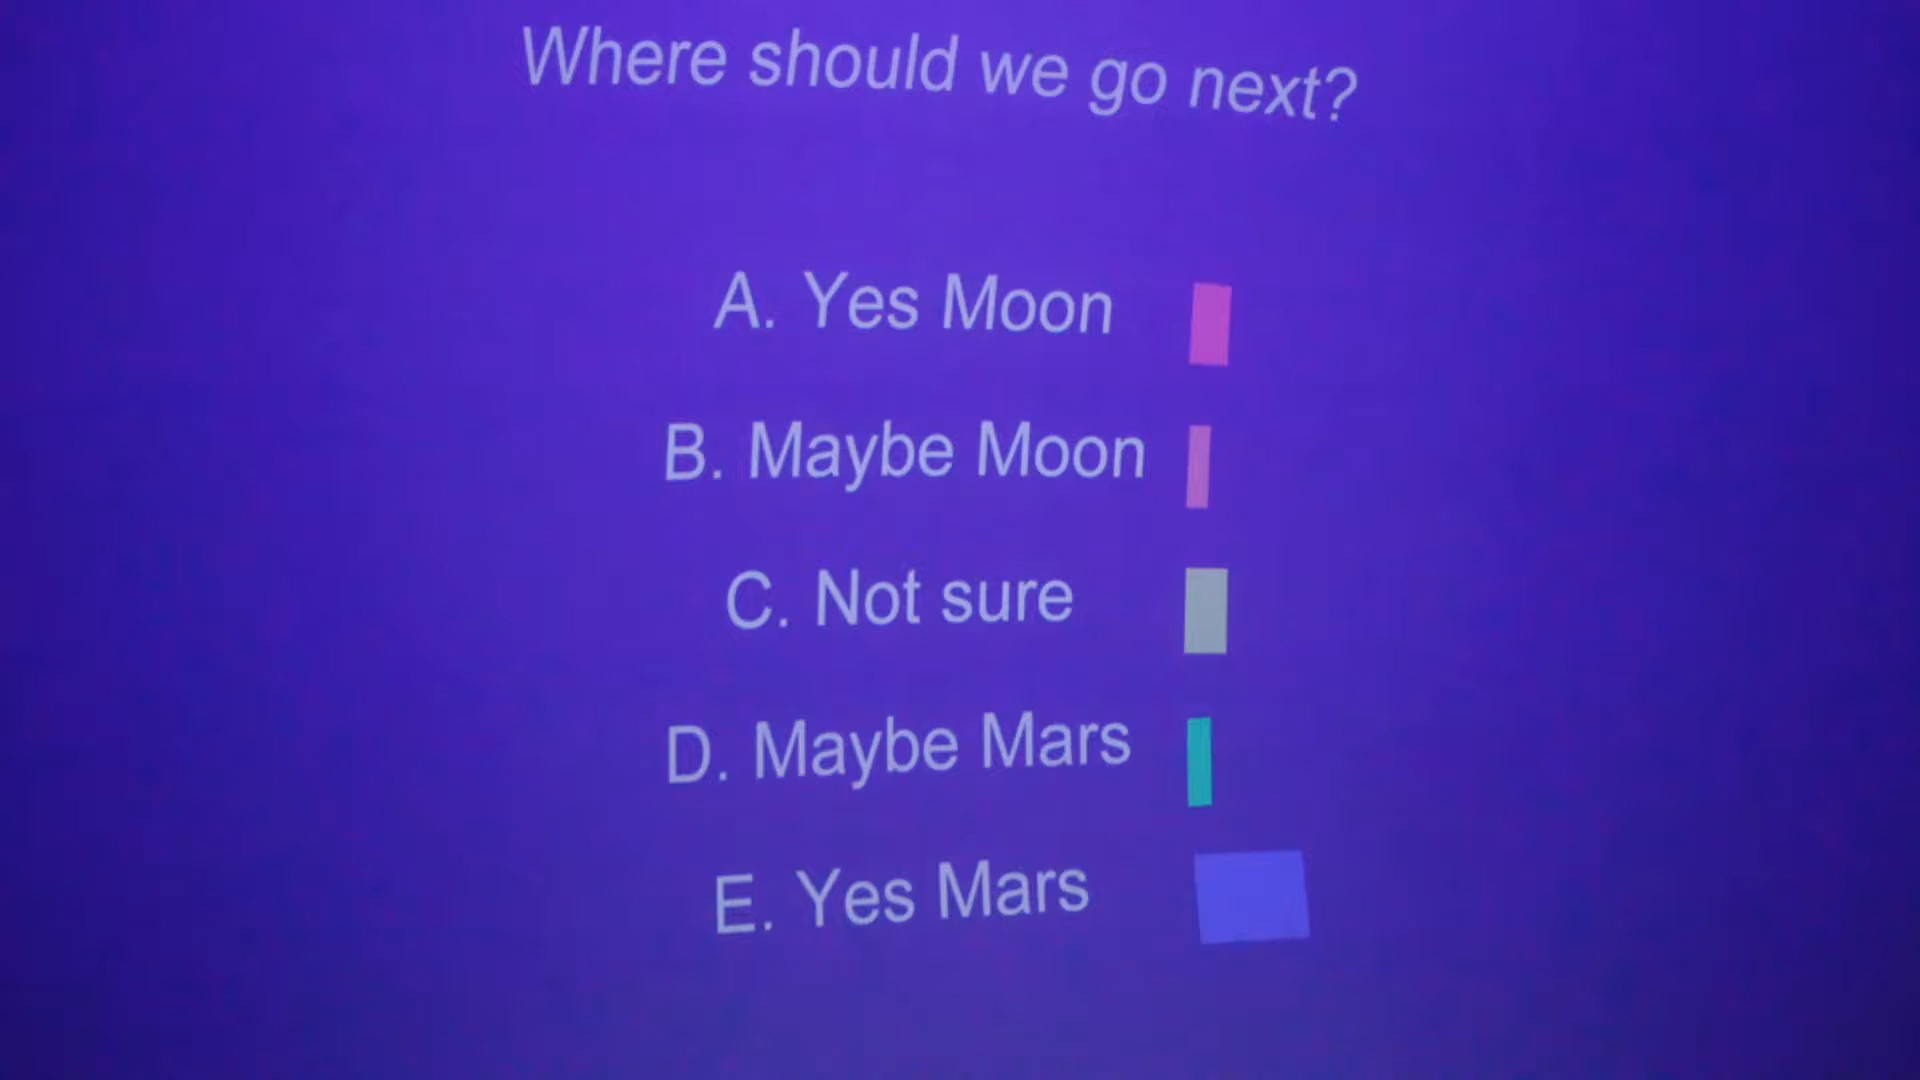 Where should we go next?
A. Yes Moon
B. Maybe Moon
C. Not sure
D. Maybe Mars
E. Yes Mars